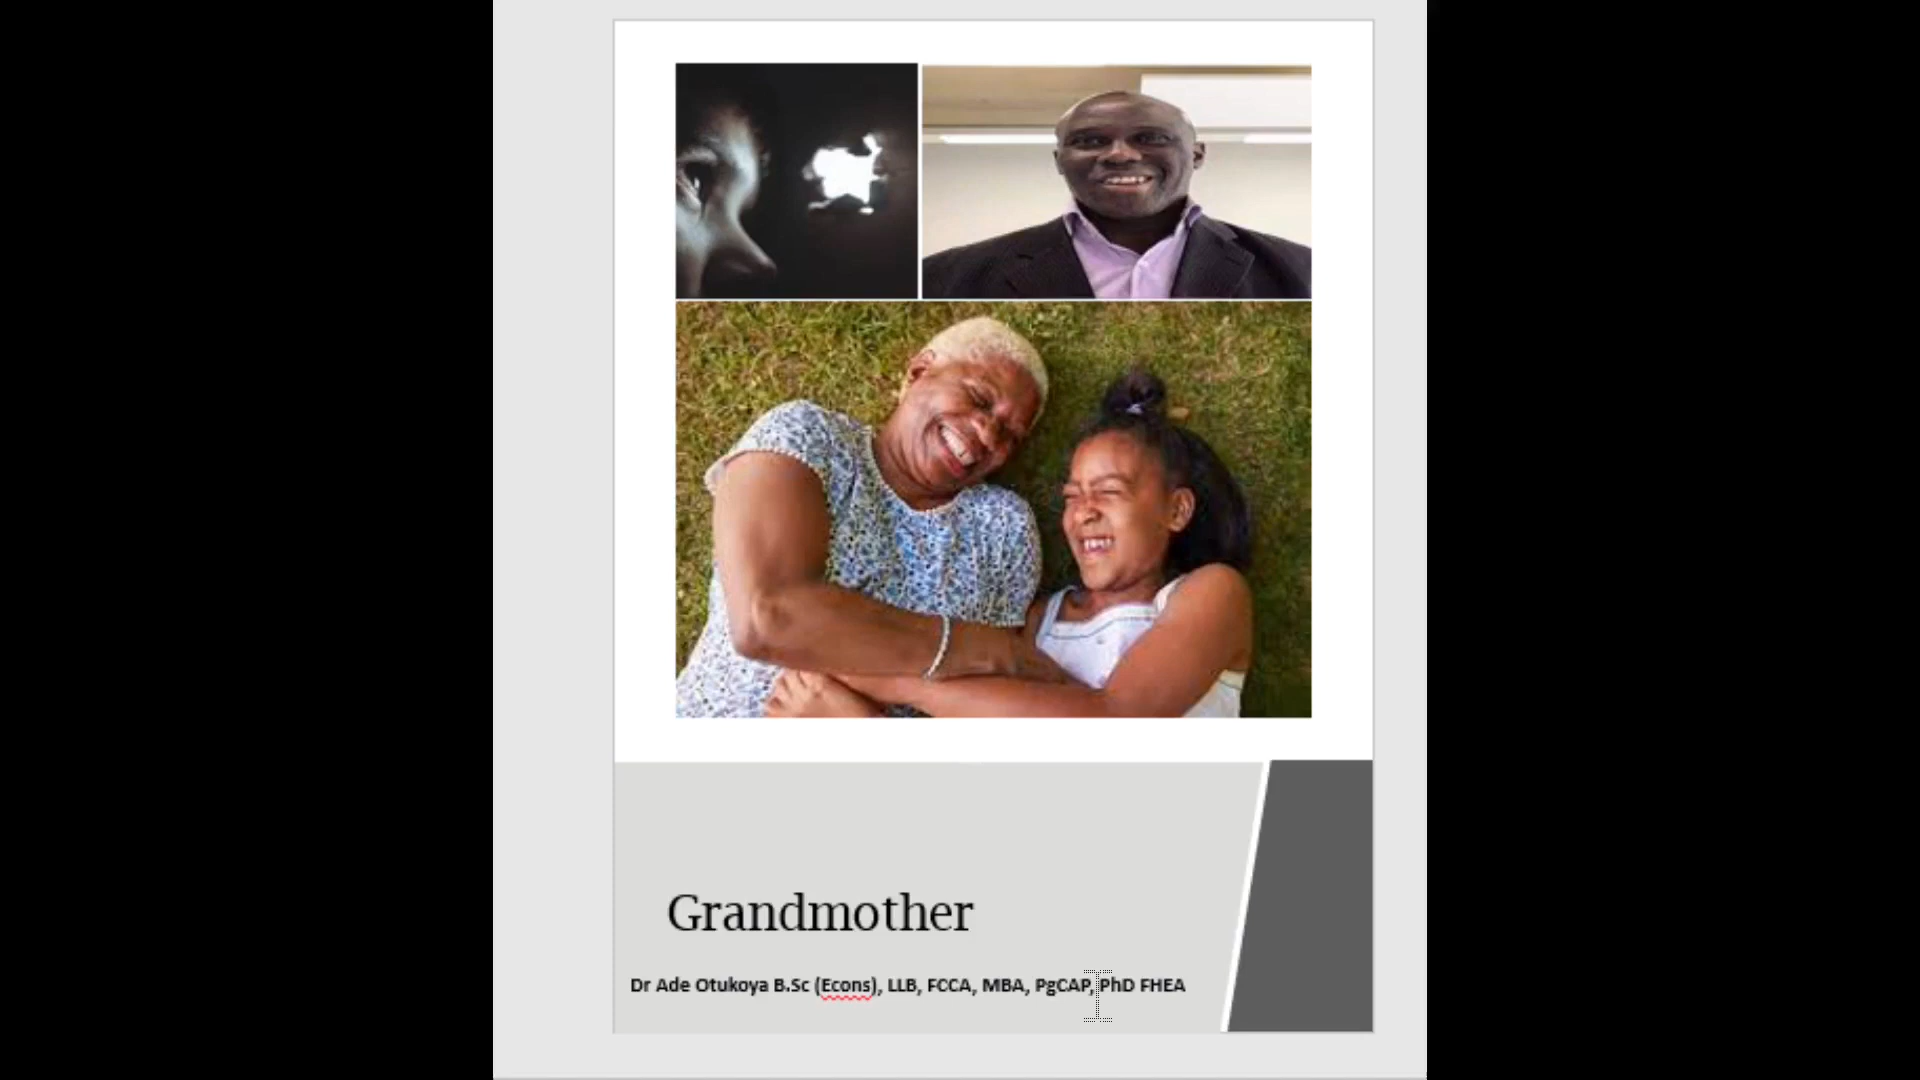 Grandmother
Dr Ade Otukoya B.Sc (Econs), LLB, FCCA, MBA, PgCAP, PhD FHEA